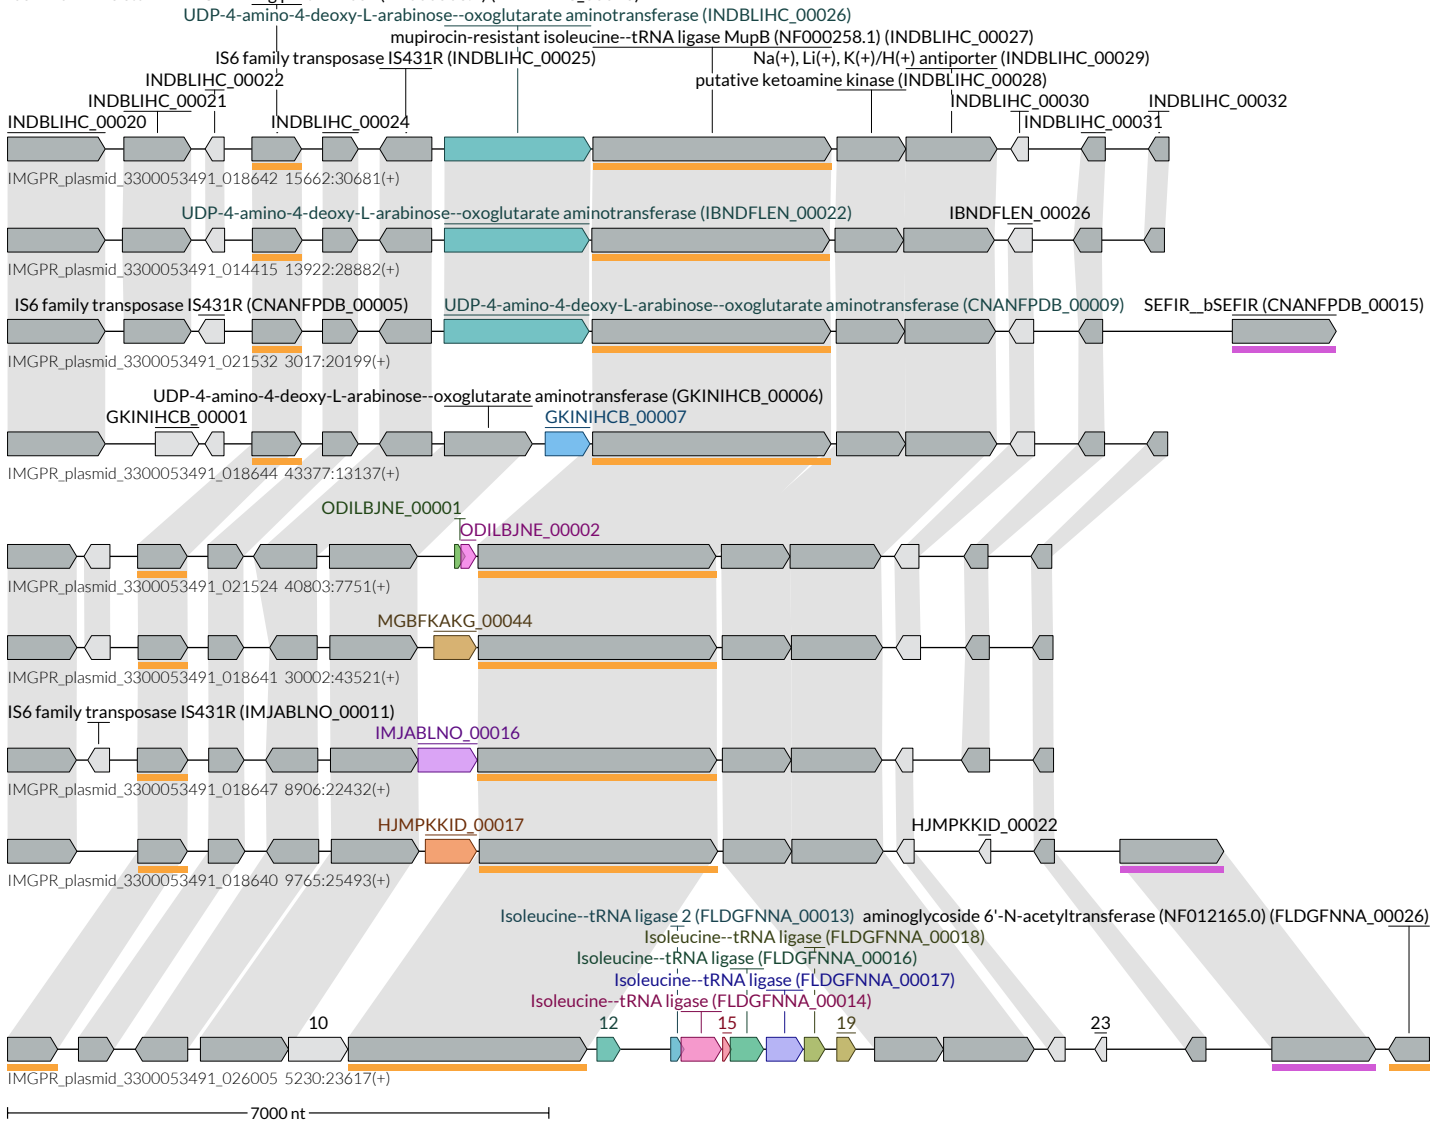 UDP-4-amino-4-deoxy-L-arabinose--oxoglutarate aminotransferase (INDBLIHC_00026)
mupirocin-resistant isoleucine--tRNA ligase MupB (NF000258.1) (INDBLIHC_00027)
IS6 family transposase IS431R (INDBLIHC_00025) Na(+), Li(+), K(+)/H(+) antiporter (INDBLIHC_00029)
INDBLIHC_00022 putative ketoamine kinase (INDBLIHC_00028)
INDBLIHC_00021 INDBLIHC_00030 INDBLIHC_00032
INDBLIHC_00020 INDBLIHC_00024 INDBLIHC_00031
IMGPR_plasmid_3300053491_018642 15662:30681(+)
UDP-4-amino-4-deoxy-L-arabinose--oxoglutarate aminotransferase (IBNDFLEN_00022) IBNDFLEN_00026
IMGPR_plasmid_3300053491_014415 13922:28882(+)
IS6 family transposase IS431R (CNANFPDB_00005) UDP-4-amino-4-deoxy-L-arabinose--oxoglutarate aminotransferase (CNANFPDB_00009) SEFIR__bSEFIR (CNANFPDB_00015)
IMGPR_plasmid_3300053491_021532 3017:20199(+)
UDP-4-amino-4-deoxy-L-arabinose--oxoglutarate aminotransferase (GKINIHCB_00006)
GKINIHCB_00001 GKINIHCB_00007
IMGPR_plasmid_3300053491_018644 43377:13137(+)
ODILBJNE_00001
ODILBJNE_00002
IMGPR_plasmid_3300053491_021524 40803:7751(+)
MGBFKAKG_00044
IMGPR_plasmid_3300053491_018641 30002:43521(+)
IS6 family transposase IS431R (IMJABLNO_00011)
IMJABLNO_00016
IMGPR_plasmid_3300053491_018647 8906:22432(+)
HJMPKKID_00017 HJMPKKID_00022
IMGPR_plasmid_3300053491_018640 9765:25493(+)
Isoleucine--tRNA ligase 2 (FLDGFNNA_00013) aminoglycoside 6'-N-acetyltransferase (NF012165.0) (FLDGFNNA_00026)
Isoleucine--tRNA ligase (FLDGFNNA_00018)
Isoleucine--tRNA ligase (FLDGFNNA_00016)
Isoleucine--tRNA ligase (FLDGFNNA_00017)
Isoleucine--tRNA ligase (FLDGFNNA_00014)
10 12 15 19 23
IMGPR_plasmid_3300053491_026005 5230:23617(+)
7000 nt